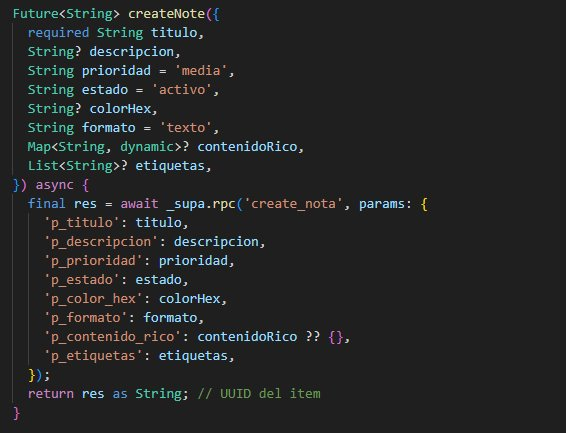 Future<String> createNote({
  required String titulo,
  String? descripcion,
  String prioridad = 'media',
  String estado = 'activo',
  String? colorHex,
  String formato = 'texto',
  Map<String, dynamic>? contenidoRico,
  List<String>? etiquetas,
}) async {
  final res = await _supa.rpc('create_nota', params: {
    'p_titulo': titulo,
    'p_descripcion': descripcion,
    'p_prioridad': prioridad,
    'p_estado': estado,
    'p_color_hex': colorHex,
    'p_formato': formato,
    'p_contenido_rico': contenidoRico ?? {},
    'p_etiquetas': etiquetas,
  });
  return res as String; // UUID del item
}